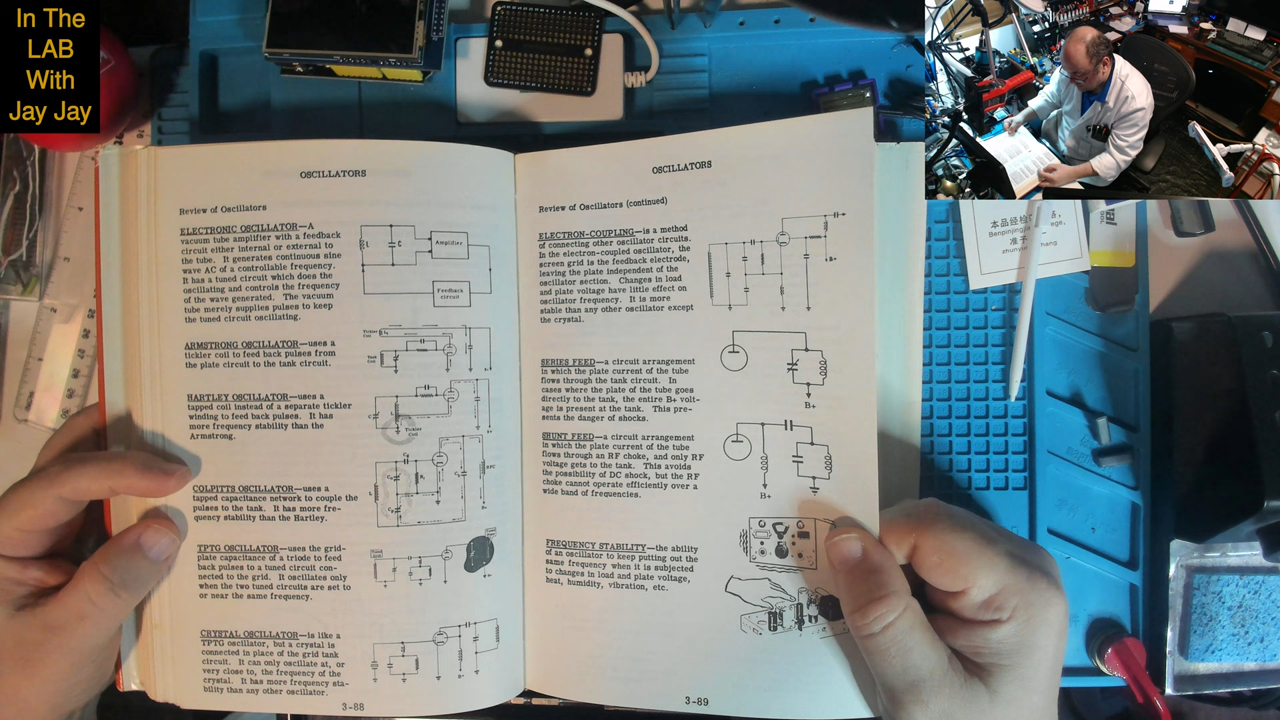 In The
LAB
With
Jay Jay
OSCILLATORS
Review of Oscillators
ELECTRONIC OSCILLATOR—A
vacuum tube amplifier with a feedback
circuit either internal or external to
the tube. It generates continuous sine
wave AC of a controllable frequency.
It has a tuned circuit which does the
oscillating and controls the frequency
of the wave generated. The vacuum
tube merely supplies pulses to keep
the tuned circuit oscillating.
L
C
Amplifier
Feedback
circuit
ARMSTRONG OSCILLATOR—uses a
tickler coil to feed back pulses from
the plate circuit to the tank circuit.
Tickler
Coil
Tank
Coil
HARTLEY OSCILLATOR—uses a
tapped coil instead of a separate tickler
winding to feed back pulses. It has
more frequency stability than the
Armstrong.
Tickler
Coil
COLPITTS OSCILLATOR—uses a
tapped capacitance network to couple the
pulses to the tank. It has more fre-
quency stability than the Hartley.
TPTG OSCILLATOR—uses the grid-
plate capacitance of a triode to feed
back pulses to a tuned circuit con-
nected to the grid. It oscillates only
when the two tuned circuits are set to
or near the same frequency.
CRYSTAL OSCILLATOR—is like a
TPTG oscillator, but a crystal is
connected in place of the grid tank
circuit. It can only oscillate at, or
very close to, the frequency of the
crystal. It has more frequency sta-
bility than any other oscillator.
3-88
OSCILLATORS
Review of Oscillators (continued)
ELECTRON-COUPLING—is a method
of connecting other oscillator circuits.
In the electron-coupled oscillator, the
screen grid is the feedback electrode,
leaving the plate independent of the
oscillator section. Changes in load
and plate voltage have little effect on
oscillator frequency. It is more
stable than any other oscillator except
the crystal.
B+
SERIES FEED—a circuit arrangement
in which the plate current of the tube
flows through the tank circuit. In
cases where the plate of the tube goes
directly to the tank, the entire B+ volt-
age is present at the tank. This pre-
sents the danger of shocks.
B+
SHUNT FEED—a circuit arrangement
in which the plate current of the tube
flows through an RF choke, and only RF
voltage gets to the tank. This avoids
the possibility of DC shock, but the RF
choke cannot operate efficiently over a
wide band of frequencies.
B+
FREQUENCY STABILITY—the ability
of an oscillator to keep putting out the
same frequency when it is subjected
to changes in load and plate voltage,
heat, humidity, vibration, etc.
3-89
本品经检
Benpinjing
准予